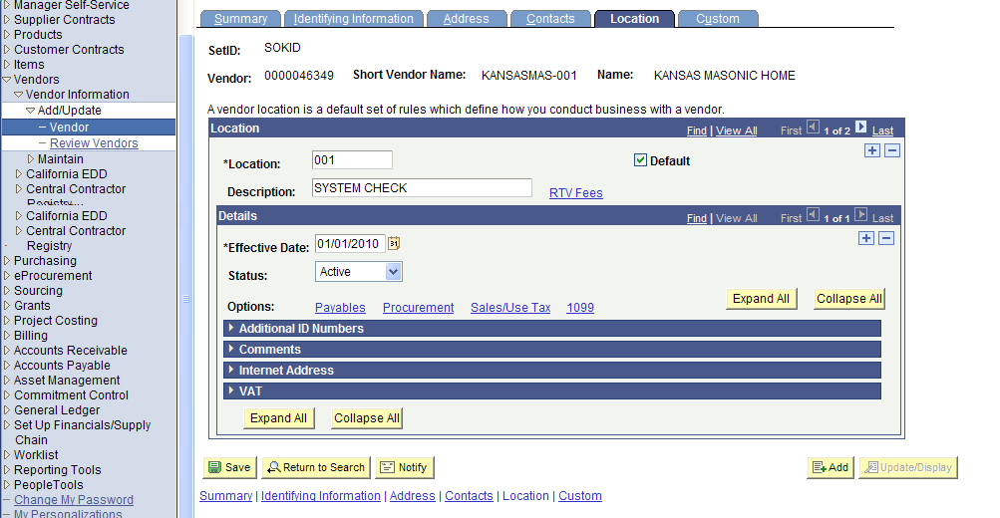 Manager Self-Service
Supplier Contracts
Products
Customer Contracts
Items
Vendors
Vendor Information
Add/Update
– Vendor
– Review Vendors
Maintain
California EDD
Central Contractor
Registry
California EDD
Central Contractor
Registry
Purchasing
eProcurement
Sourcing
Grants
Project Costing
Billing
Accounts Receivable
Accounts Payable
Asset Management
Commitment Control
General Ledger
Set Up Financials/Supply
Chain
Worklist
Reporting Tools
PeopleTools
– Change My Password
– My Personalizations
Summary Identifying Information Address Contacts Location Custom
SetID: SOKID
Vendor: 0000046349 Short Vendor Name: KANSASMAS-001 Name: KANSAS MASONIC HOME
A vendor location is a default set of rules which define how you conduct business with a vendor.
Location Find | View All First 1 of 2 Last
*Location: 001 Default
Description: SYSTEM CHECK RTV Fees
Details Find | View All First 1 of 1 Last
*Effective Date: 01/01/2010 31
Status: Active
Options: Payables Procurement Sales/Use Tax 1099 Expand All Collapse All
Additional ID Numbers
Comments
Internet Address
VAT
Expand All Collapse All
Save Return to Search Notify Add Update/Display
Summary | Identifying Information | Address | Contacts | Location | Custom